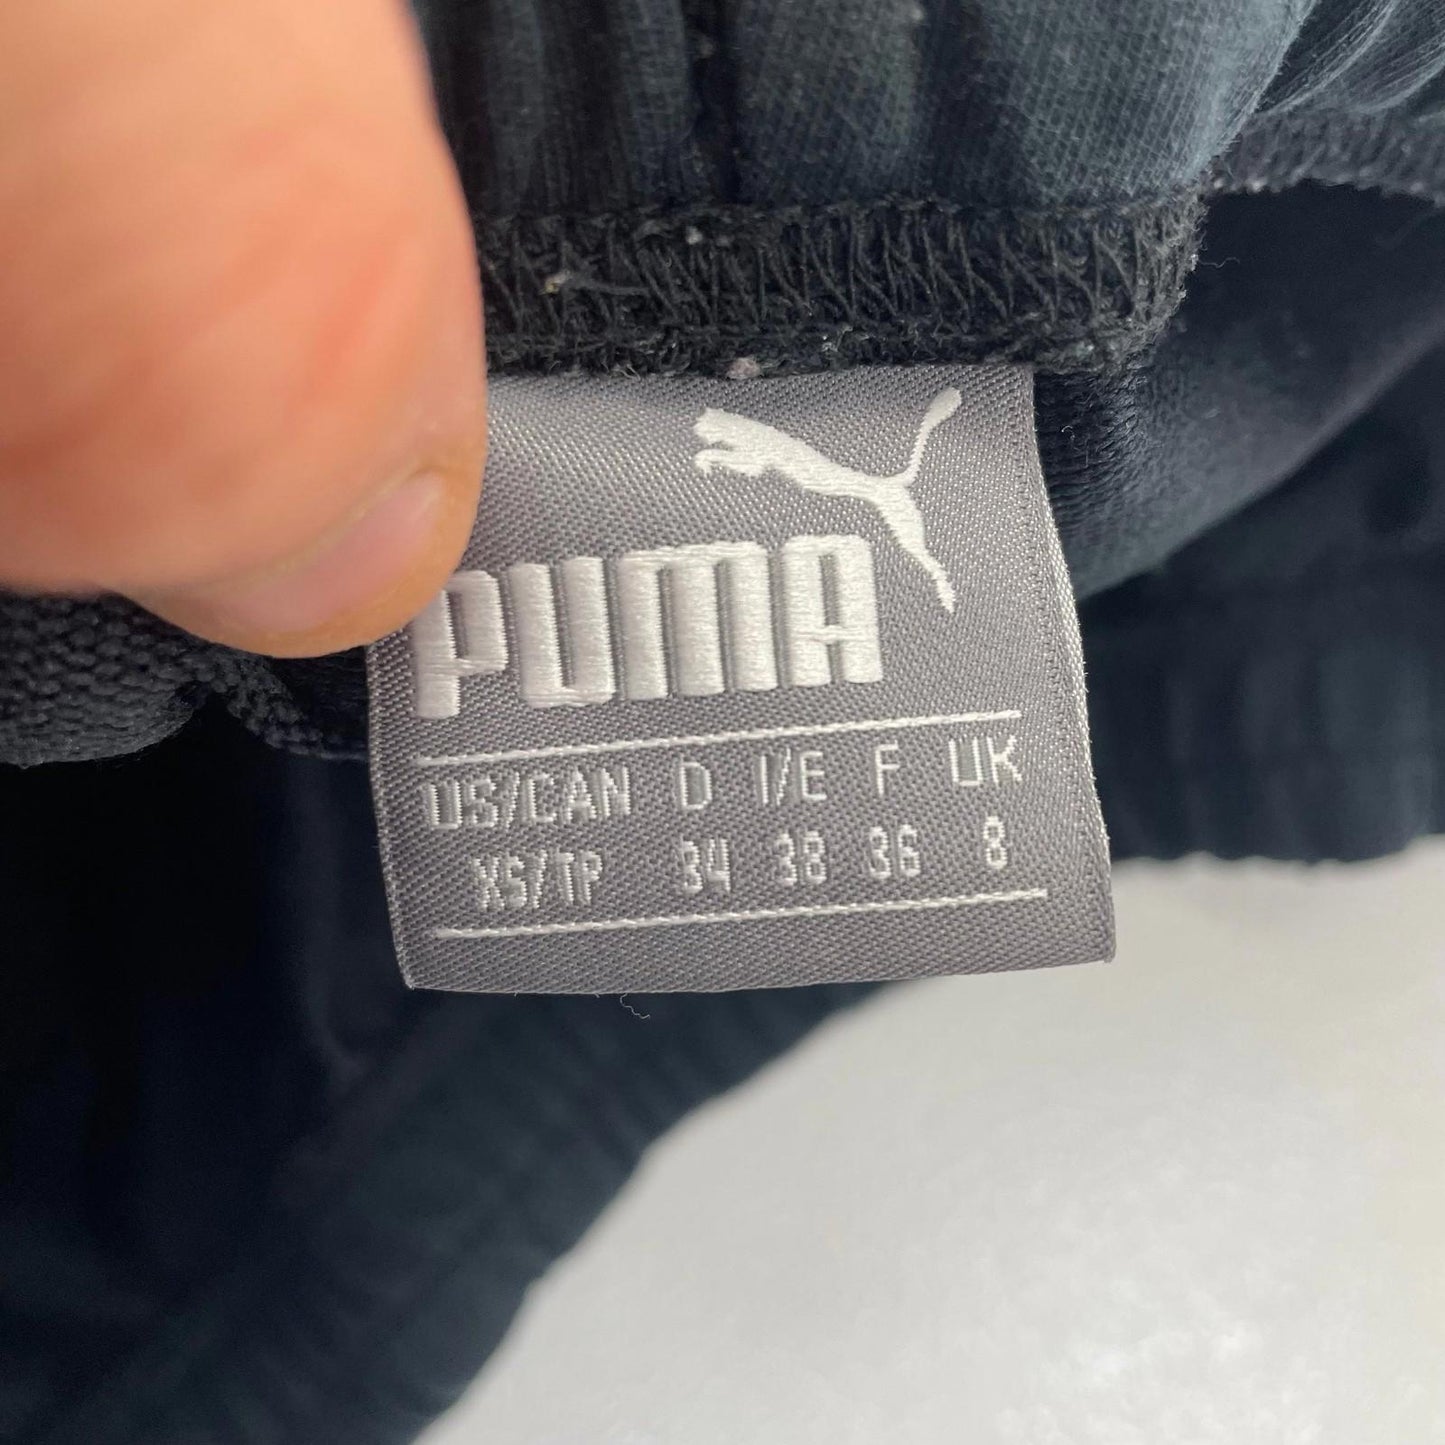 PUMA
US/CAN D I/E F UK
XS/TP 34 38 36 8